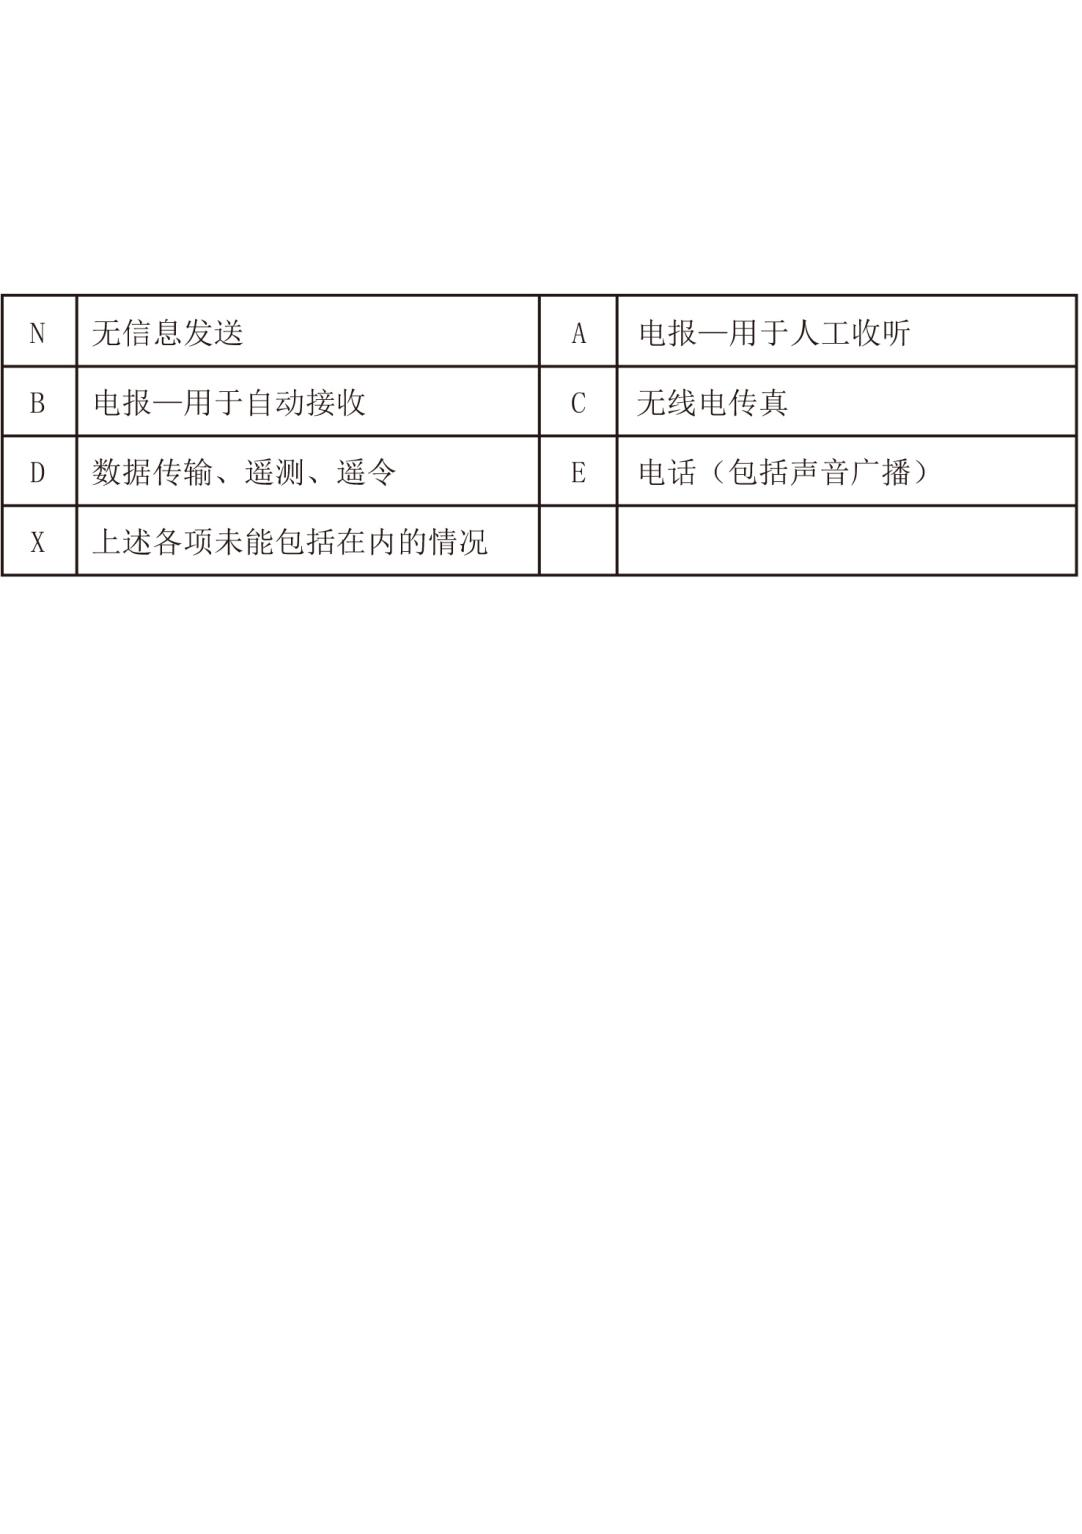 N 无信息发送 A 电报—用于人工收听
B 电报—用于自动接收 C 无线电传真
D 数据传输、遥测、遥令 E 电话（包括声音广播）
X 上述各项未能包括在内的情况